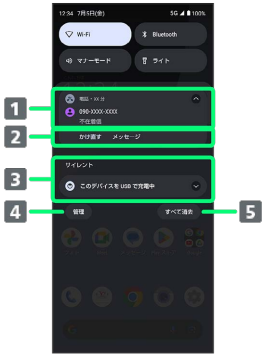 12:34 7月5日(金) 5G 100%
Wi-Fi Bluetooth
マナーモード ライト
1
電話・xx 分
090-XXXX-XXXX
不在着信
2
かけ直す メッセージ
サイレント
3
このデバイスを USB で充電中
4
管理 すべて消去
5